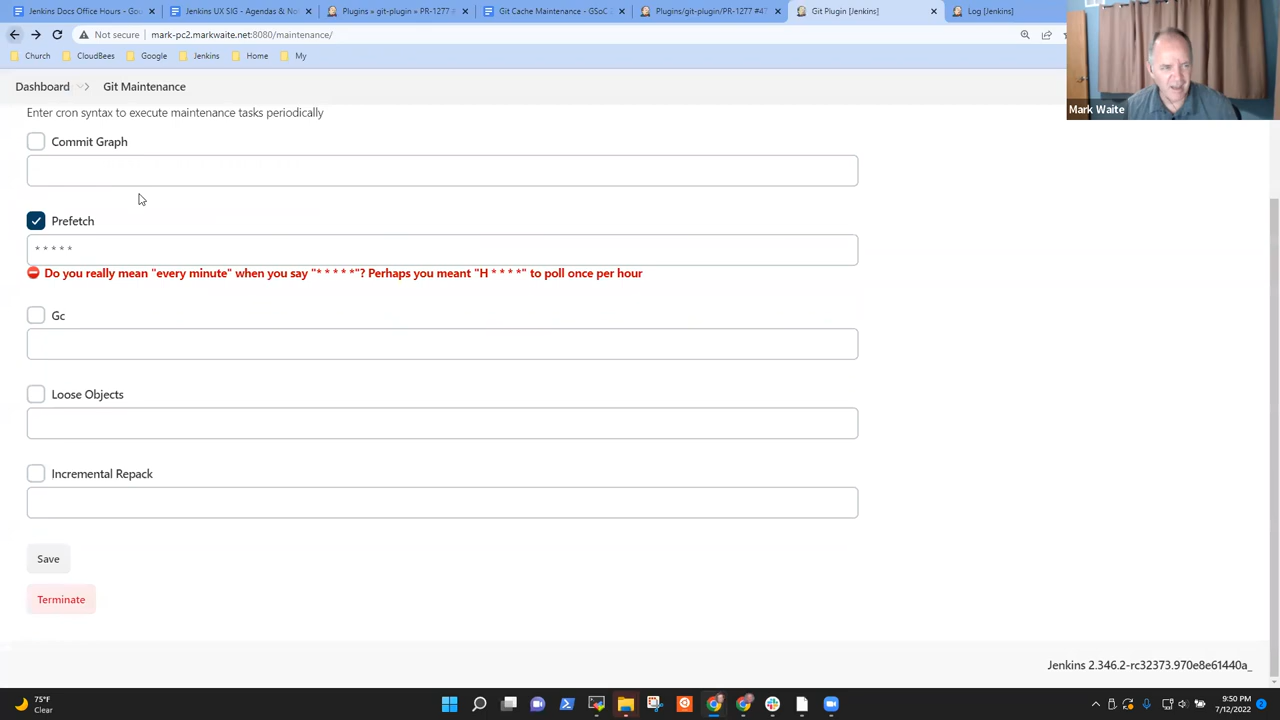 Jenkins Docs Office Hours - Go
Jenkins UX SIG - Agendas & No
Plugins » git-plugin » PR-1277 #
Git Cache Maintenance - GSoC
Plugins/git-plugin/PR-1277 #47
Git Plugin [Jenkins]
Log [Jenkins]
Not secure
mark-pc2.markwaite.net:8080/maintenance/
Church
CloudBees
Google
Jenkins
Home
My
Mark Waite
Dashboard
Git Maintenance
Enter cron syntax to execute maintenance tasks periodically
Commit Graph
Prefetch
* * * * *
Do you really mean "every minute" when you say "* * * * *"? Perhaps you meant "H * * * *" to poll once per hour
Gc
Loose Objects
Incremental Repack
Save
Terminate
Jenkins 2.346.2-rc32373.970e8e61440a_
75°F
Clear
9:50 PM
7/12/2022